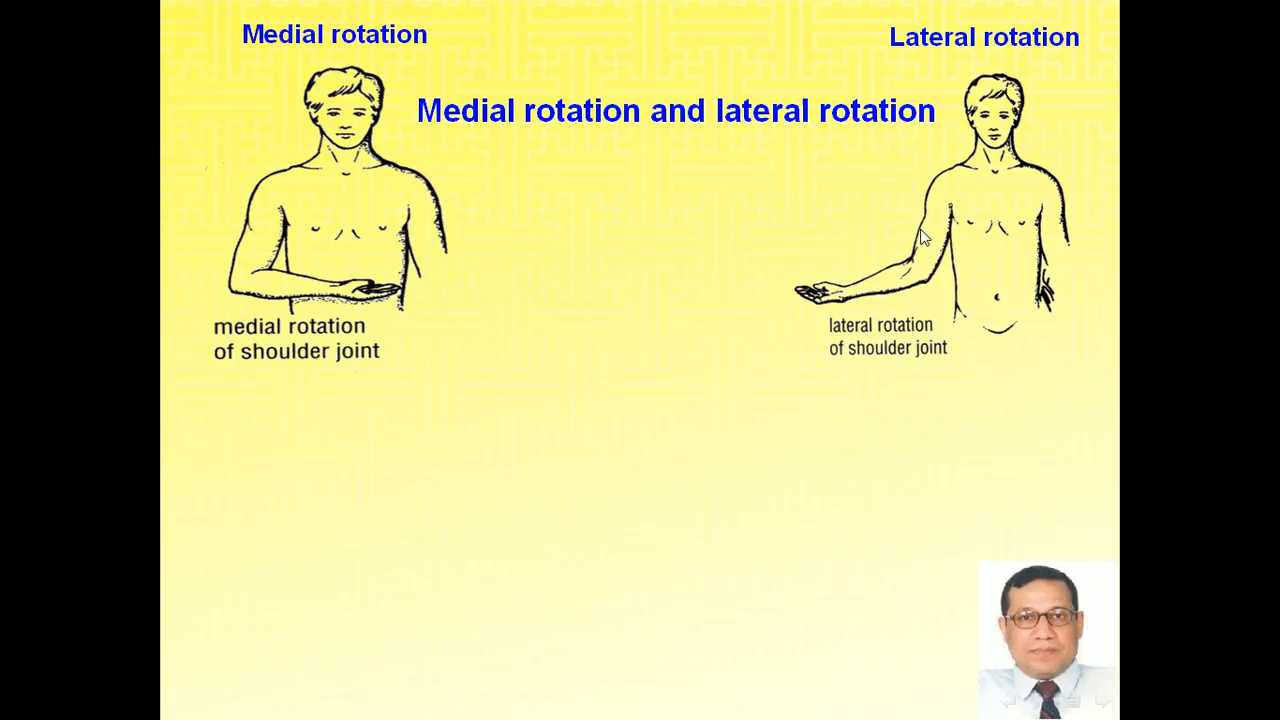 Medial rotation
Lateral rotation
Medial rotation and lateral rotation
medial rotation
of shoulder joint
lateral rotation
of shoulder joint